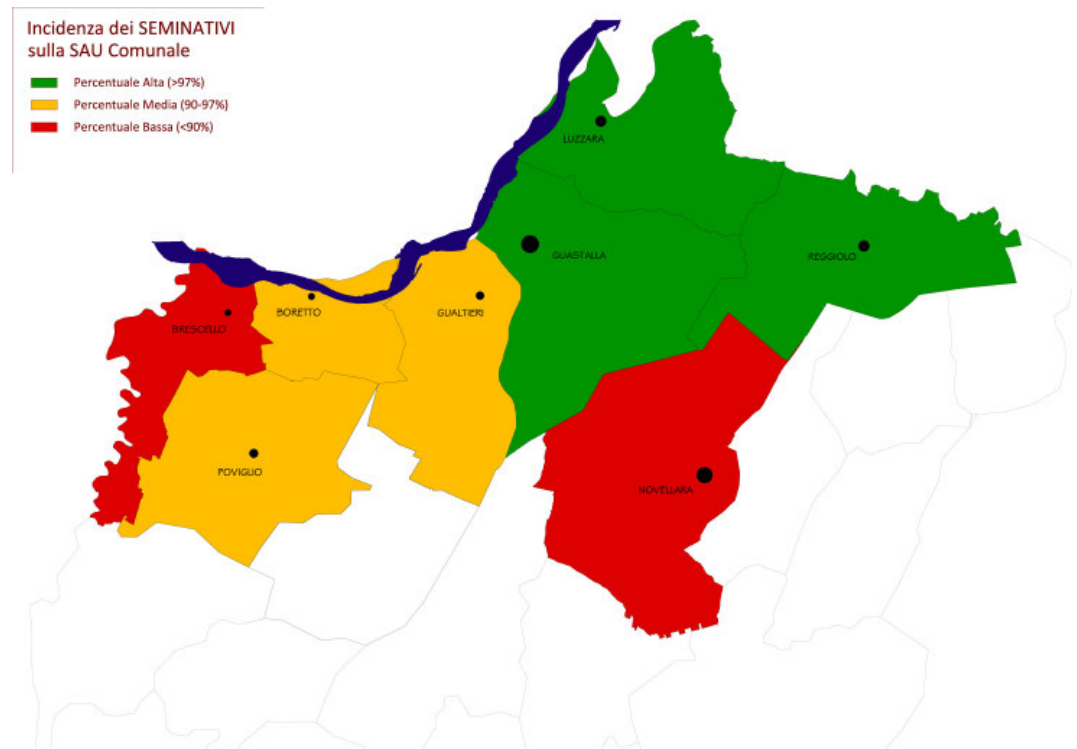 Incidenza dei SEMINATIVI
sulla SAU Comunale
Percentuale Alta (>97%)
Percentuale Media (90-97%)
Percentuale Bassa (<90%)
LUZZARA
GUASTALLA
REGGIOLO
BORETTO
GUALTIERI
BRESCELLO
POVIGLIO
NOVELLARA